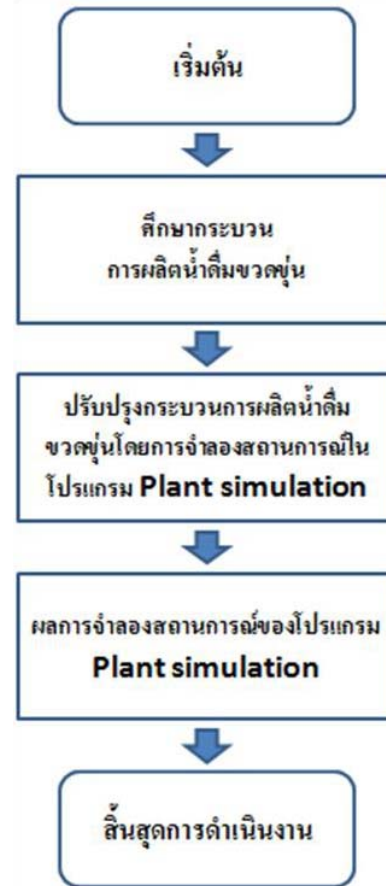 เริ่มต้น
ศึกษากระบวน
การผลิตน้ำดื่มขวดขุ่น
ปรับปรุงกระบวนการผลิตน้ำดื่ม
ขวดขุ่นโดยการจำลองสถานการณ์ใน
โปรแกรม Plant simulation
ผลการจำลองสถานการณ์ของโปรแกรม
Plant simulation
สิ้นสุดการดำเนินงาน